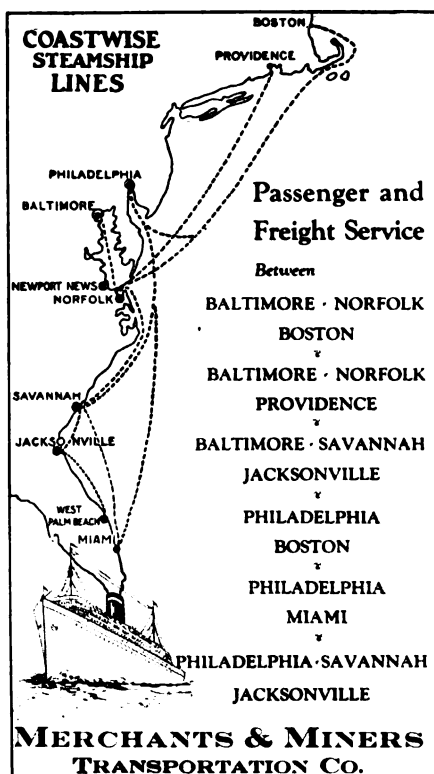 COASTWISE
STEAMSHIP
LINES
BOSTON
PROVIDENCE
PHILADELPHIA
BALTIMORE
NEWPORT NEWS
NORFOLK
SAVANNAH
JACKSONVILLE
WEST
PALM BEACH
MIAMI
Passenger and
Freight Service
Between
BALTIMORE · NORFOLK
BOSTON
&
BALTIMORE · NORFOLK
PROVIDENCE
&
BALTIMORE · SAVANNAH
JACKSONVILLE
&
PHILADELPHIA
BOSTON
&
PHILADELPHIA
MIAMI
&
PHILADELPHIA · SAVANNAH
JACKSONVILLE
MERCHANTS & MINERS
TRANSPORTATION CO.